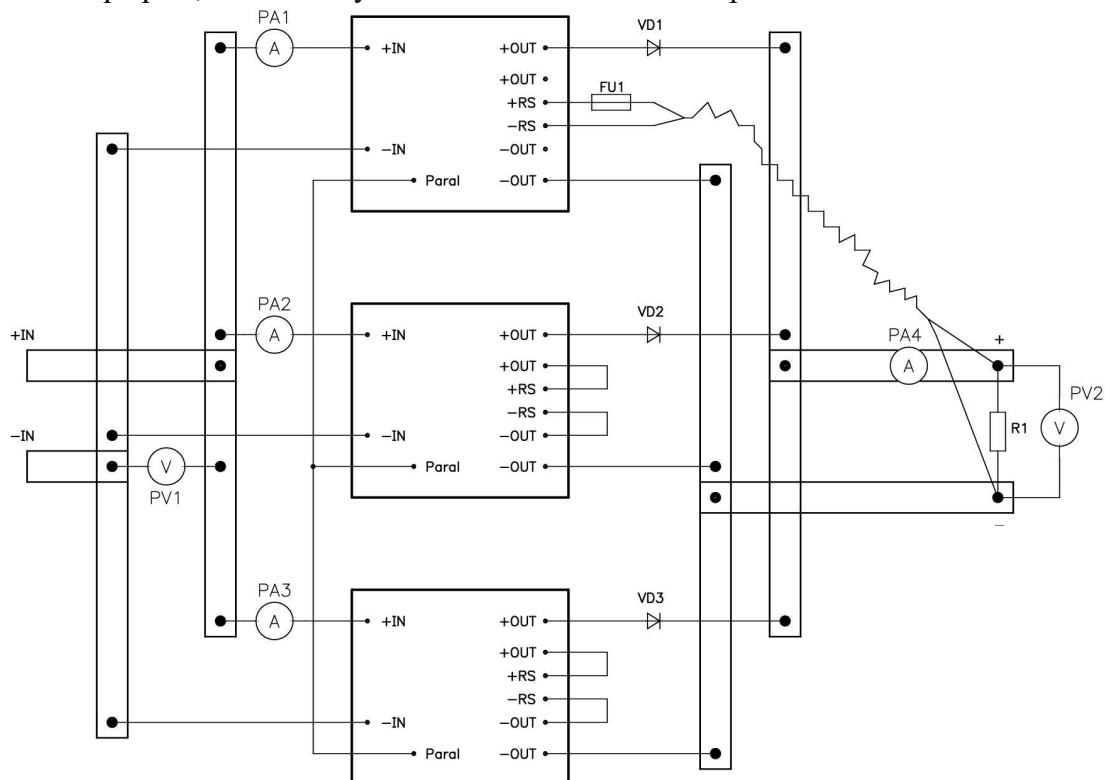 PA1
A
+IN
-IN
Paral
+OUT
+OUT
+RS
-RS
-OUT
-OUT
VD1
FU1
PA2
A
+IN
-IN
Paral
+OUT
+OUT
+RS
-RS
-OUT
-OUT
VD2
+IN
-IN
V
PV1
PA4
A
+
R1
V
PV2
-
PA3
A
+IN
-IN
Paral
+OUT
+OUT
+RS
-RS
-OUT
-OUT
VD3